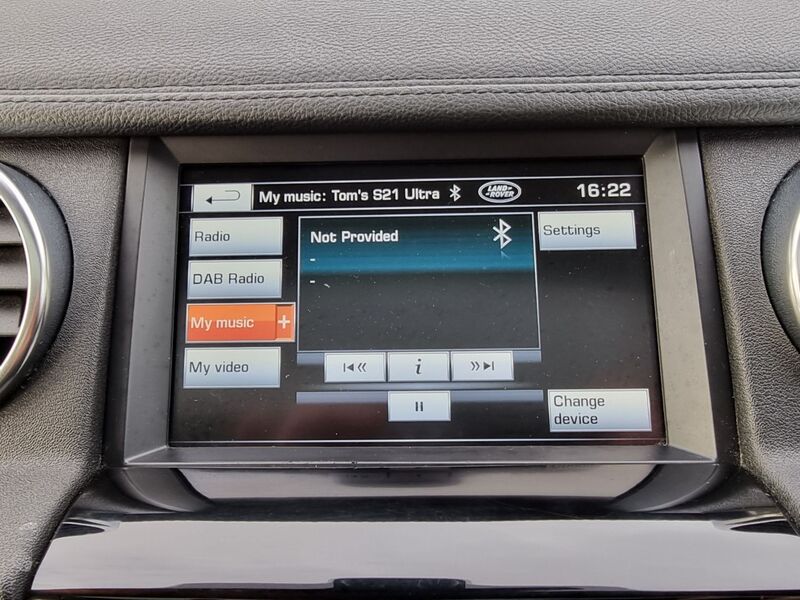 My music: Tom's S21 Ultra
LAND-
ROVER
16:22
Radio
DAB Radio
My music +
My video
Not Provided
-
-
Settings
i
Change
device